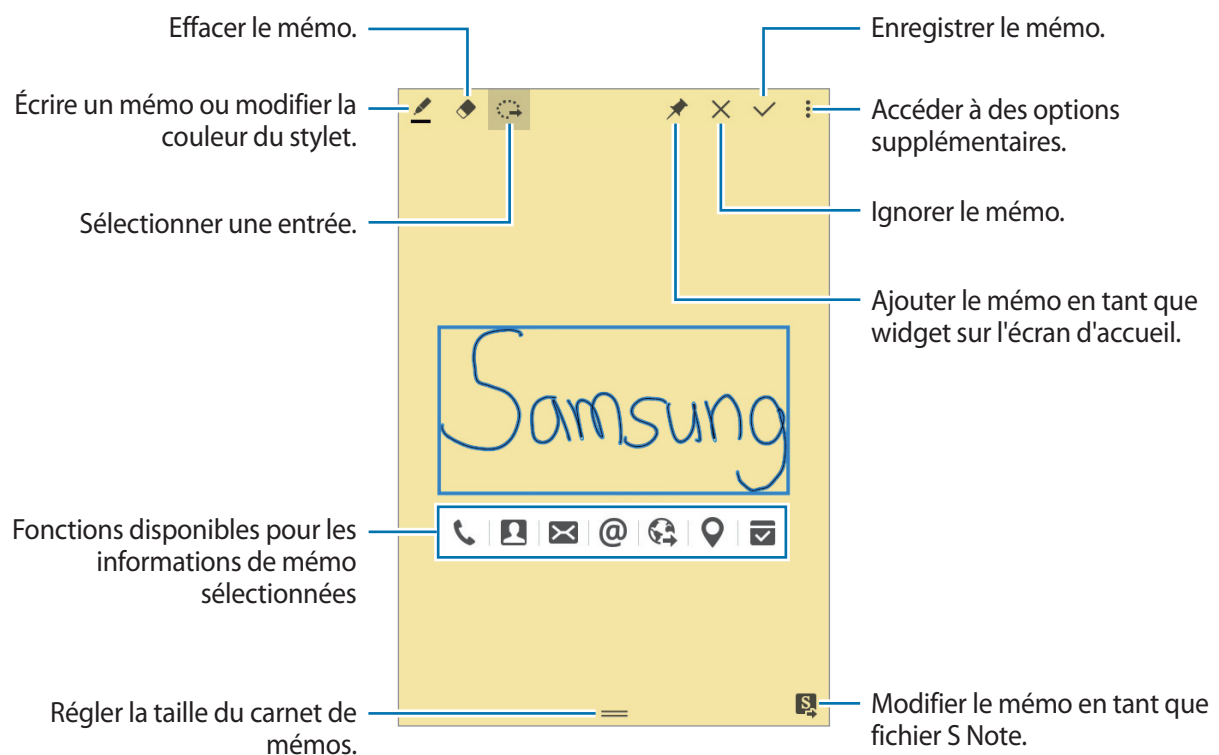 Effacer le mémo.
Enregistrer le mémo.
Écrire un mémo ou modifier la
couleur du stylet.
Accéder à des options
supplémentaires.
Sélectionner une entrée.
Ignorer le mémo.
Ajouter le mémo en tant que
widget sur l'écran d'accueil.
Samsung
Fonctions disponibles pour les
informations de mémo
sélectionnées
@
Régler la taille du carnet de
mémos.
S
Modifier le mémo en tant que
fichier S Note.